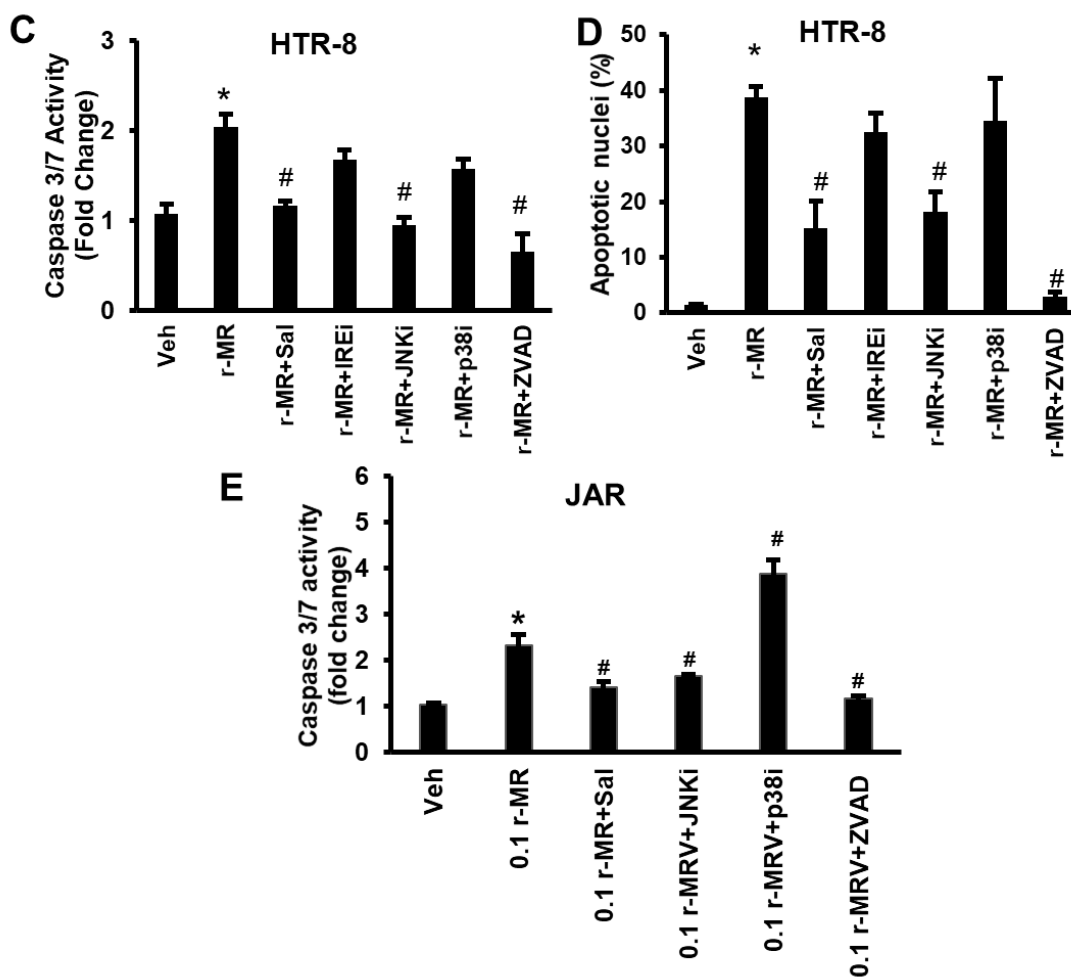 C
HTR-8
Caspase 3/7 Activity
(Fold Change)
3
2
1
0
*
#
#
#
Veh
r-MR
r-MR+Sal
r-MR+IREi
r-MR+JNKi
r-MR+p38i
r-MR+ZVAD
D
HTR-8
Apoptotic nuclei (%)
50
40
30
20
10
0
*
#
#
#
Veh
r-MR
r-MR+Sal
r-MR+IREi
r-MR+JNKi
r-MR+p38i
r-MR+ZVAD
E
JAR
Caspase 3/7 activity
(fold change)
6
5
4
3
2
1
0
*
#
#
#
#
Veh
0.1 r-MR
0.1 r-MR+Sal
0.1 r-MRV+JNKi
0.1 r-MRV+p38i
0.1 r-MRV+ZVAD